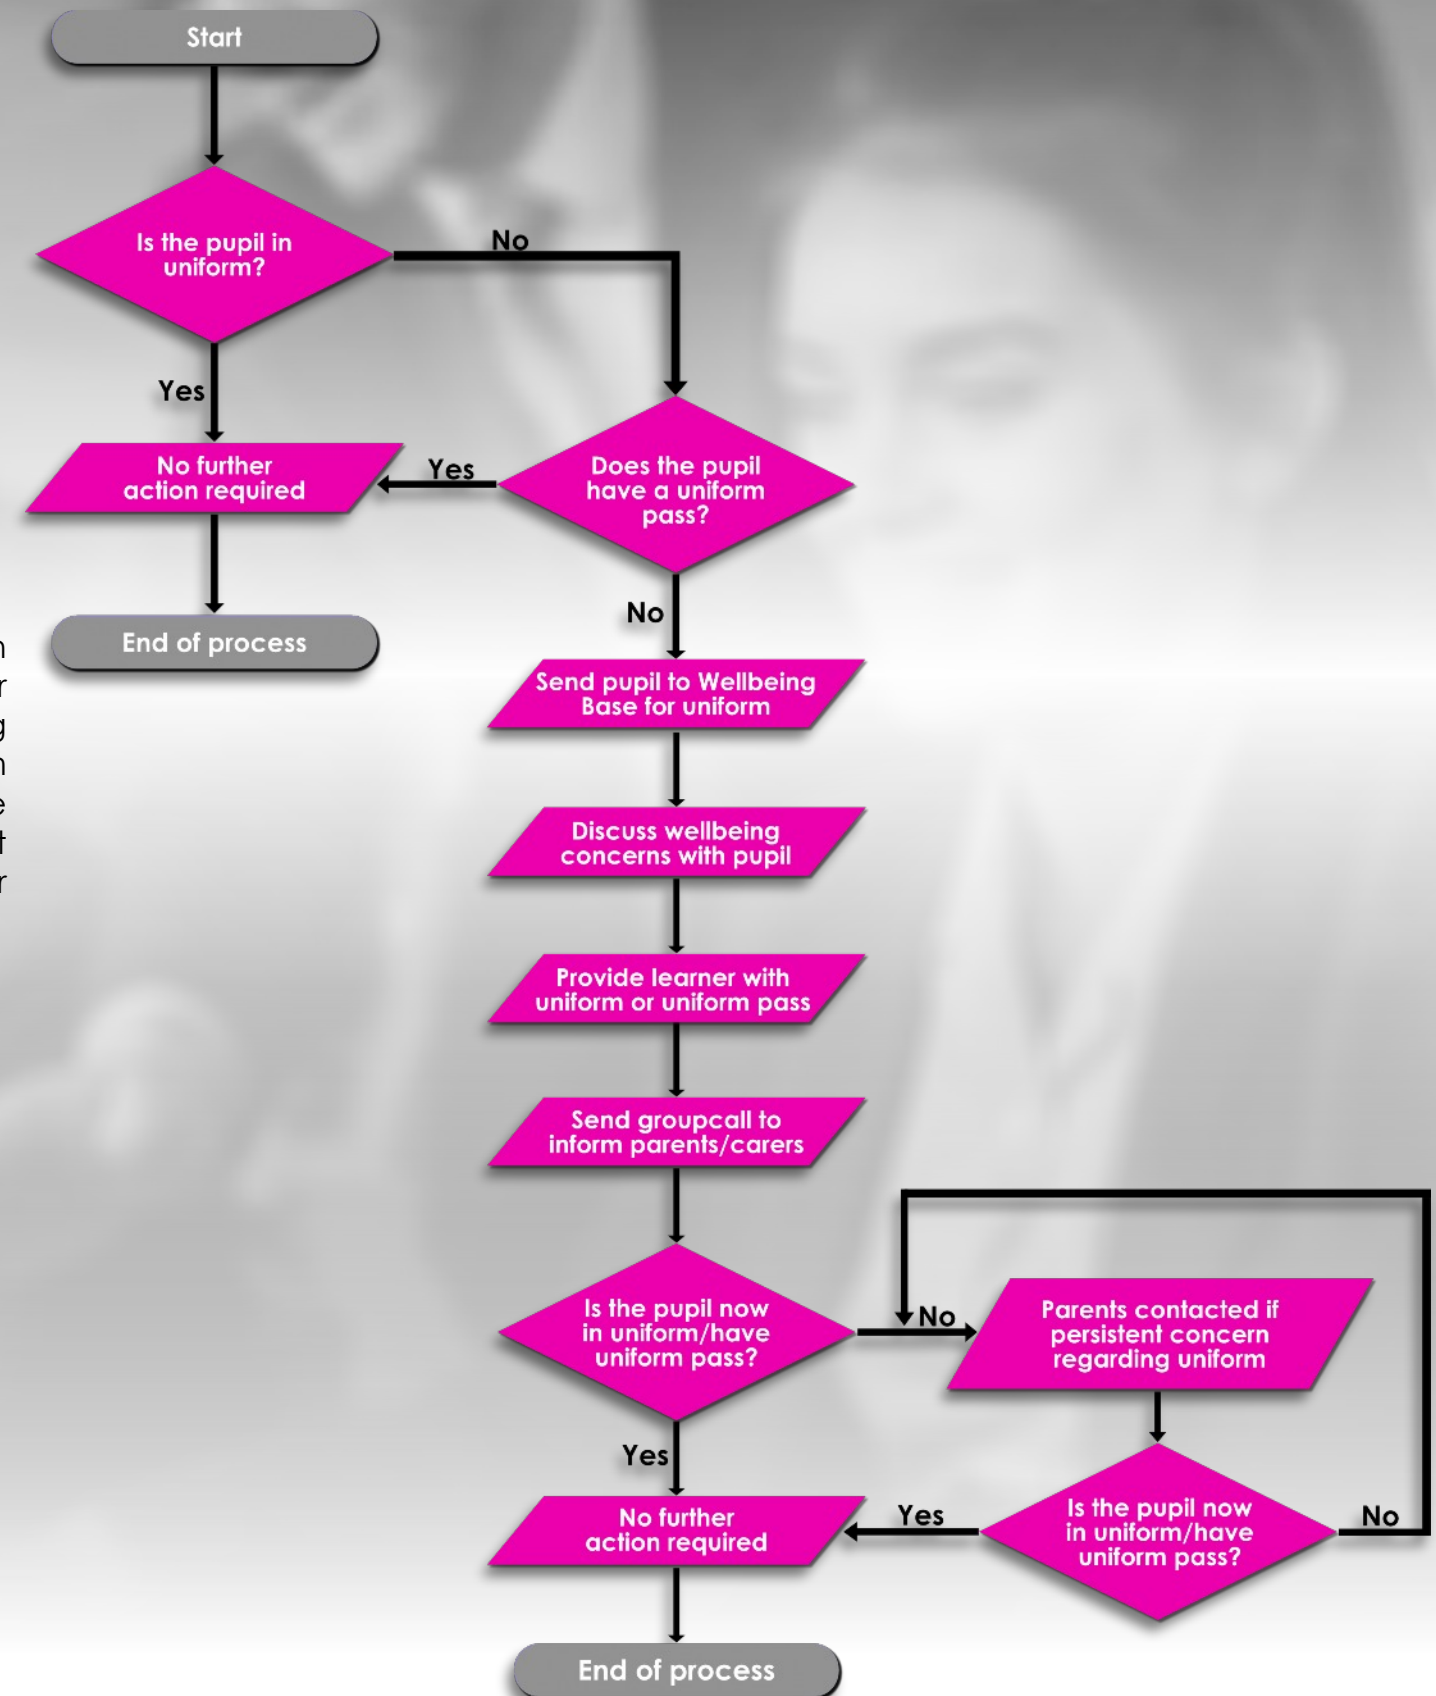 Start
Is the pupil in
uniform?
No
Yes
No further
action required
Yes
Does the pupil
have a uniform
pass?
End of process
No
Send pupil to Wellbeing
Base for uniform
Discuss wellbeing
concerns with pupil
Provide learner with
uniform or uniform pass
Send groupcall to
inform parents/carers
Is the pupil now
in uniform/have
uniform pass?
No
Parents contacted if
persistent concern
regarding uniform
Yes
No further
action required
Yes
Is the pupil now
in uniform/have
uniform pass?
No
End of process